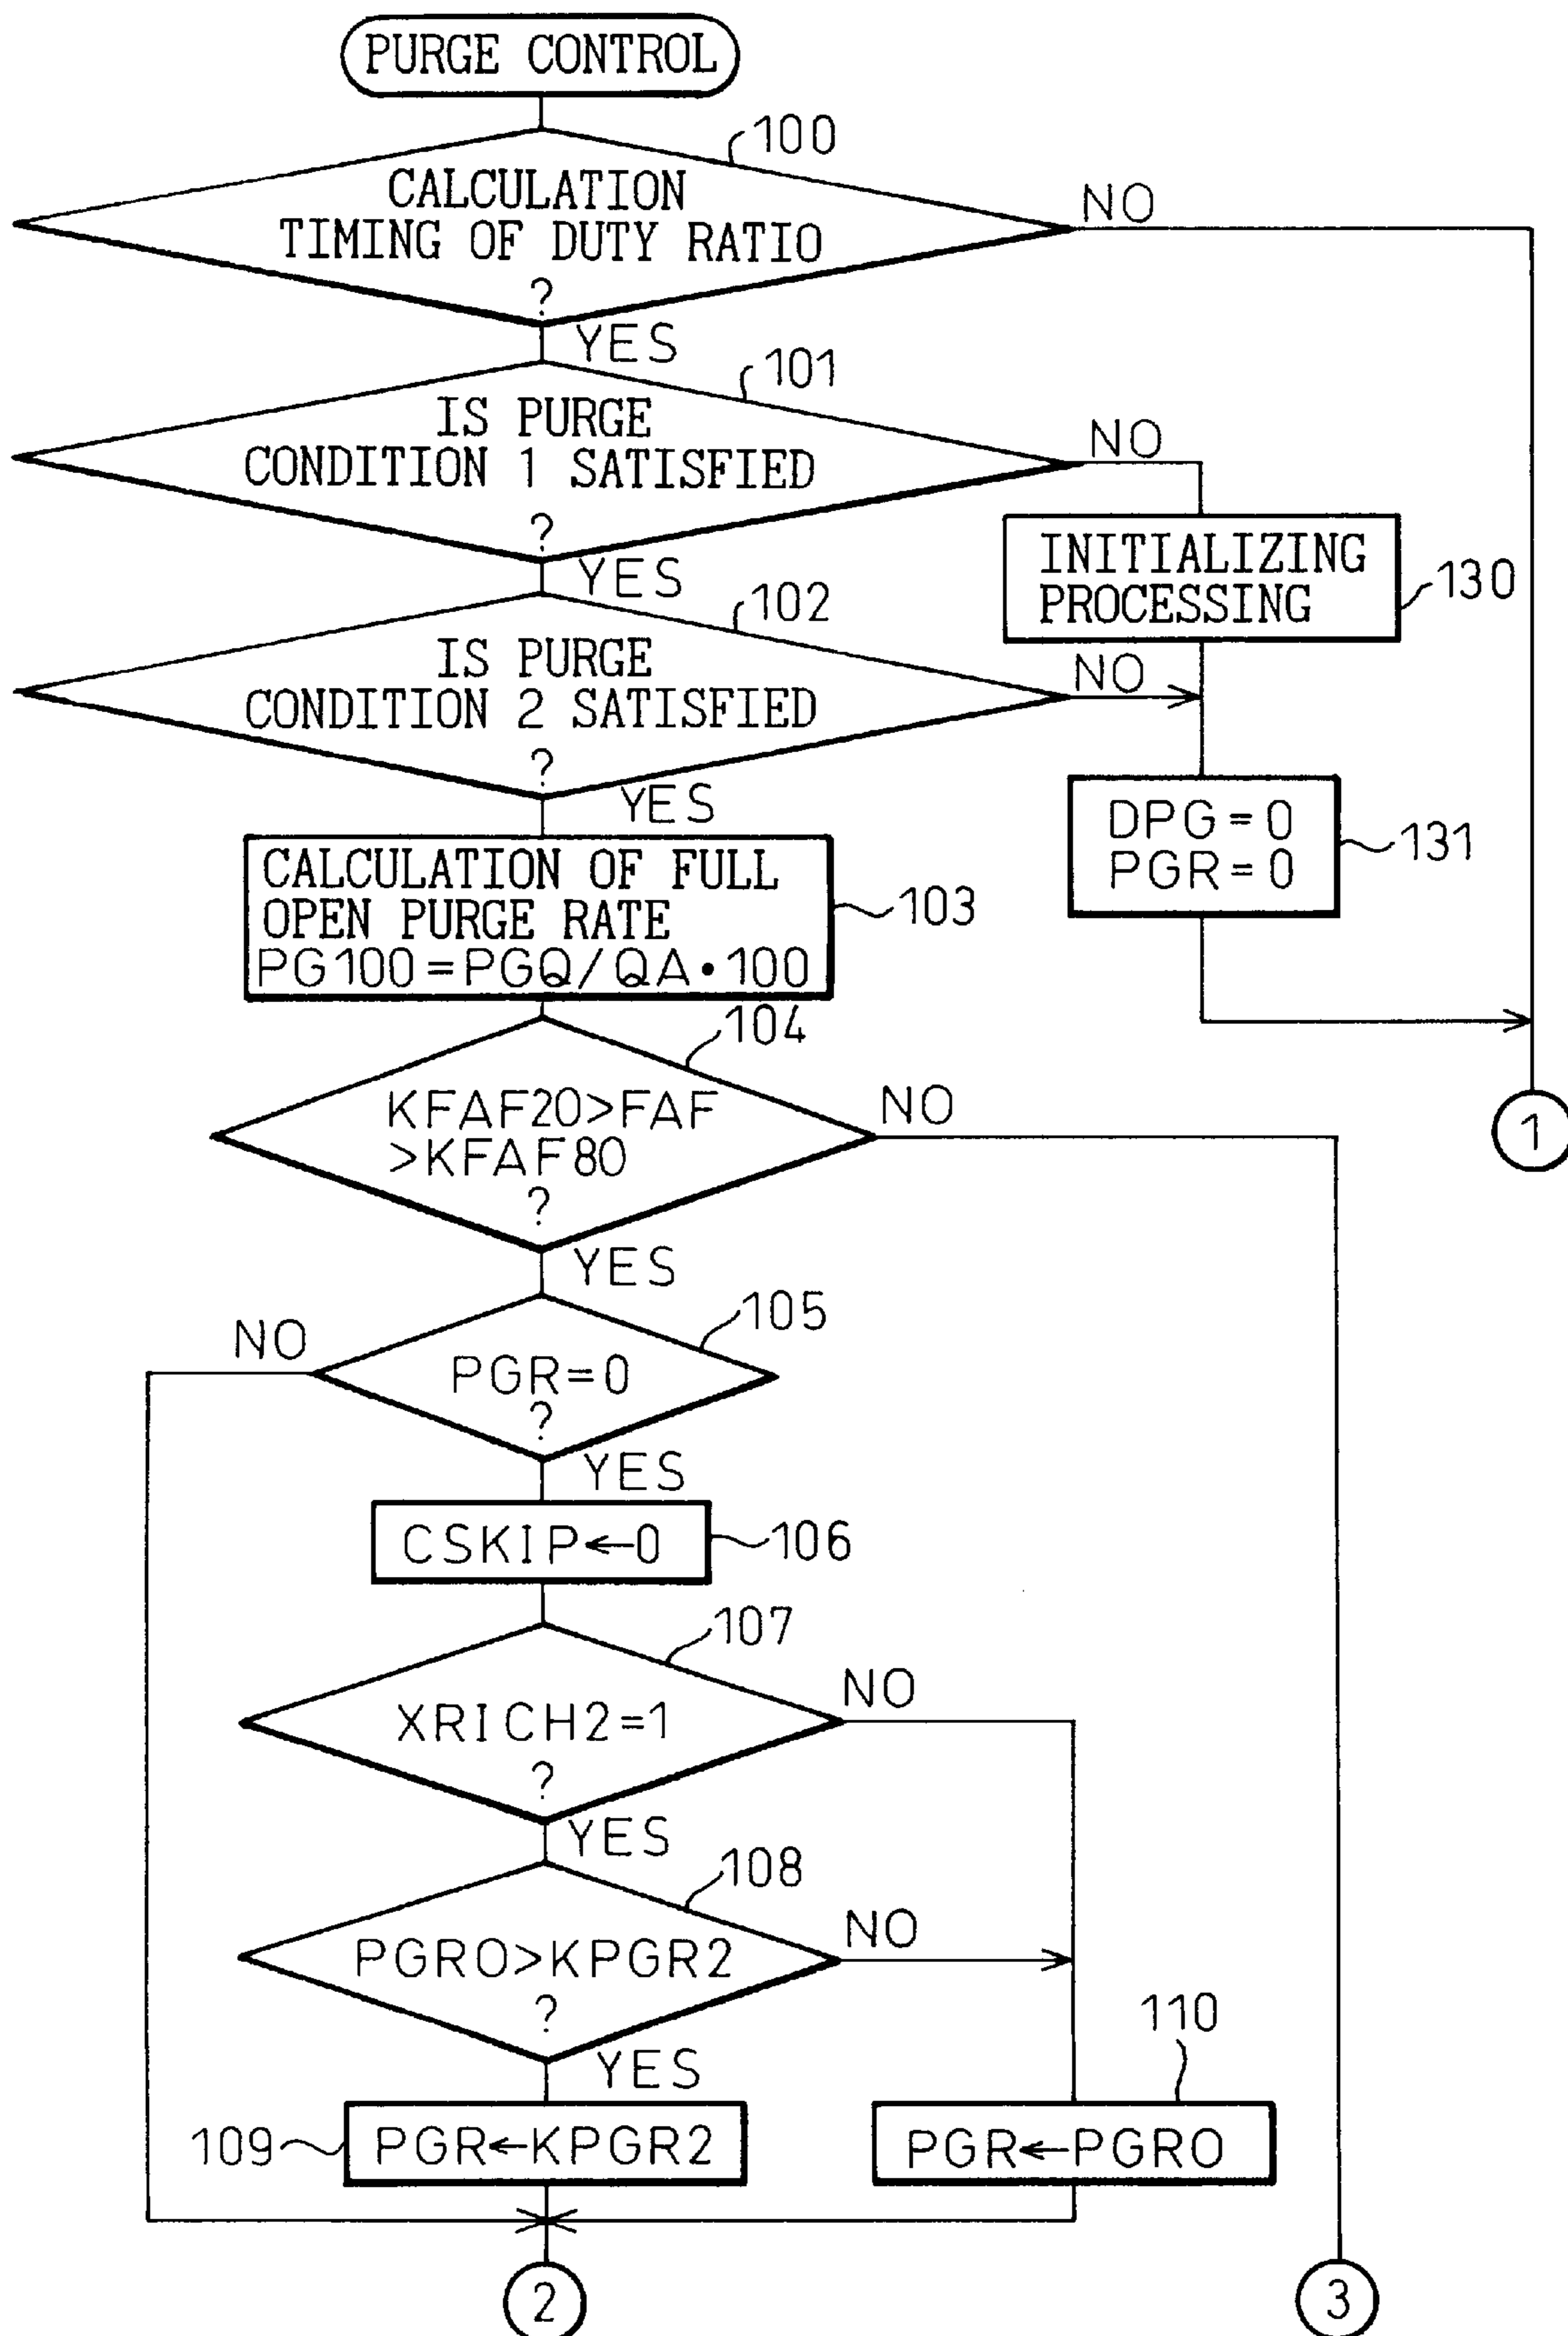 PURGE CONTROL
100
CALCULATION
TIMING OF DUTY RATIO
?
NO
YES
101
IS PURGE
CONDITION 1 SATISFIED
?
NO
YES
INITIALIZING
PROCESSING
130
102
IS PURGE
CONDITION 2 SATISFIED
?
NO
YES
DPG=0
PGR=0
131
CALCULATION OF FULL
OPEN PURGE RATE
PG100=PGQ/QA•100
103
104
KFAF20>FAF
>KFAF80
?
NO
1
YES
105
NO
PGR=0
?
YES
CSKIP←0
106
107
XRICH2=1
?
NO
YES
108
PGRO>KPGR2
?
NO
YES
109
PGR←KPGR2
110
PGR←PGRO
2
3